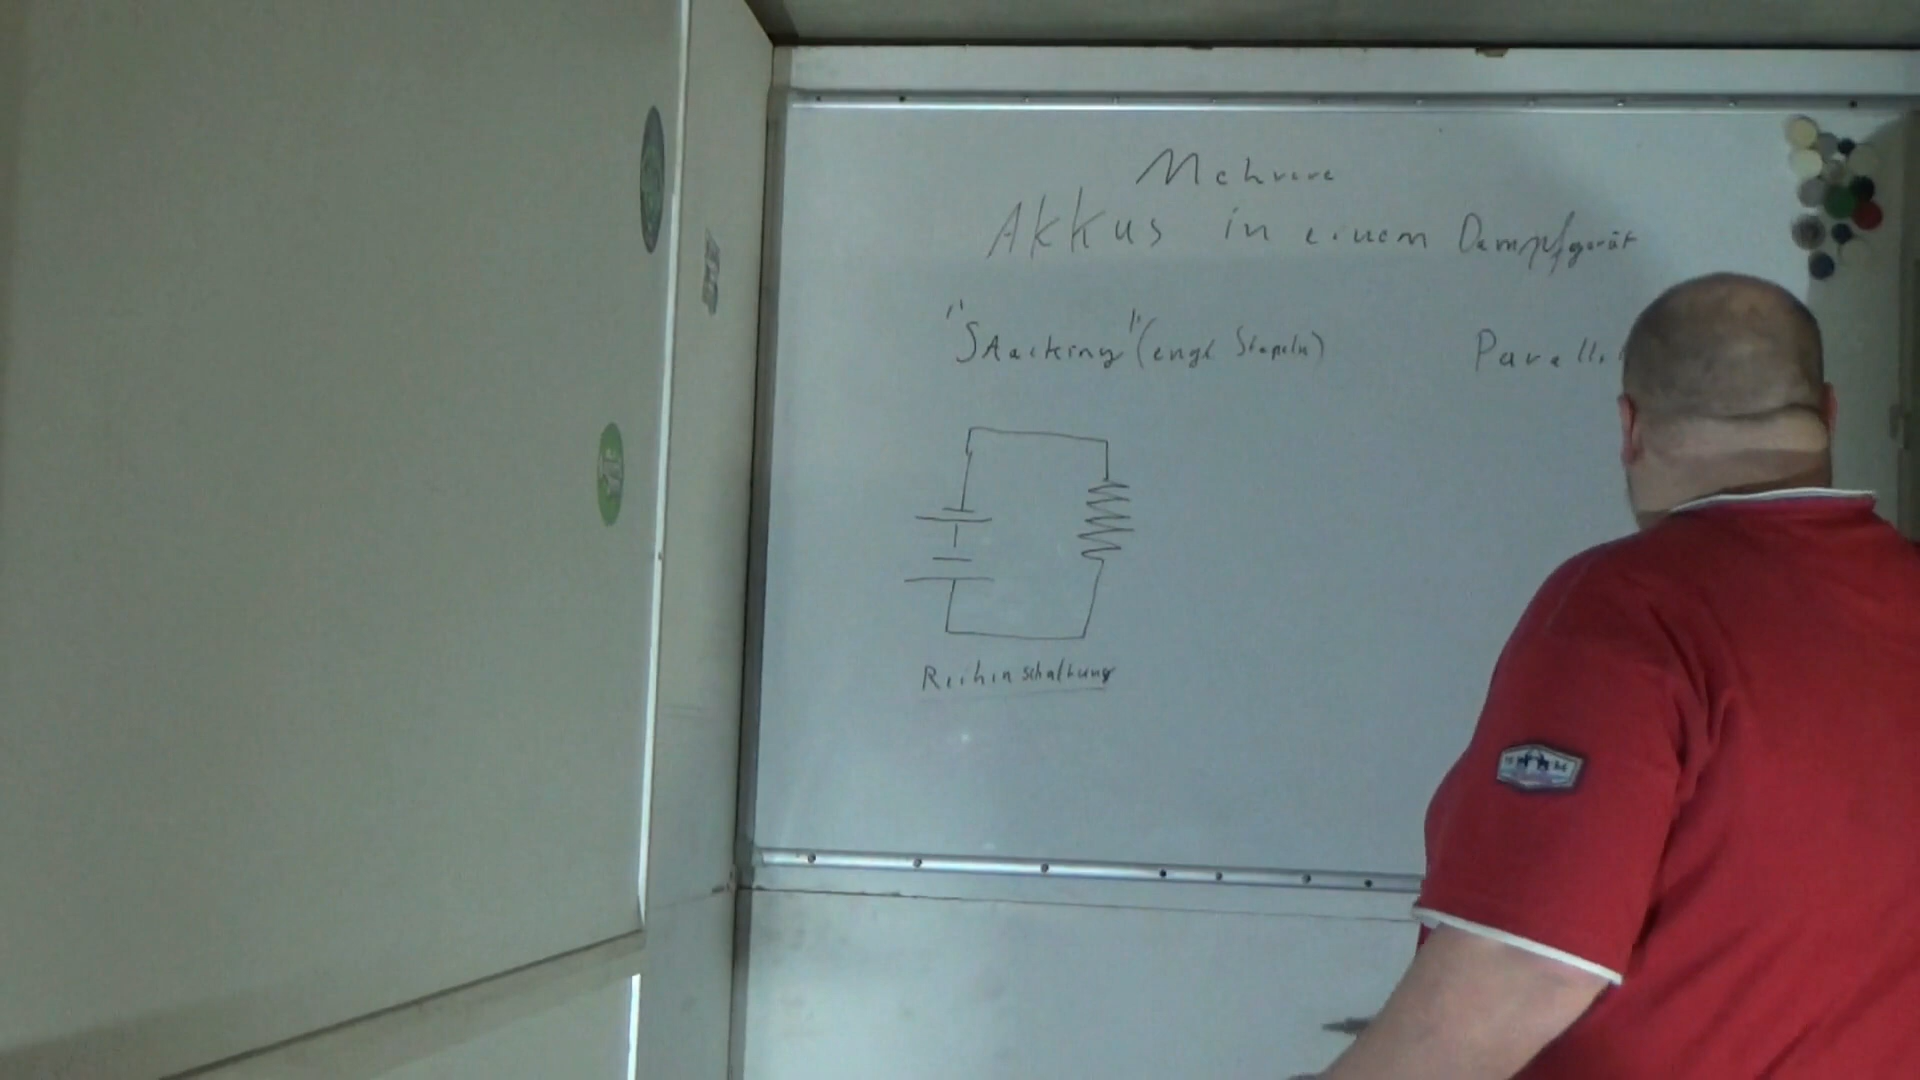 Mehrere
Akkus in einem Dampfgerät
"Stacking" (engl Stapeln)
Parall
Reihenschaltung